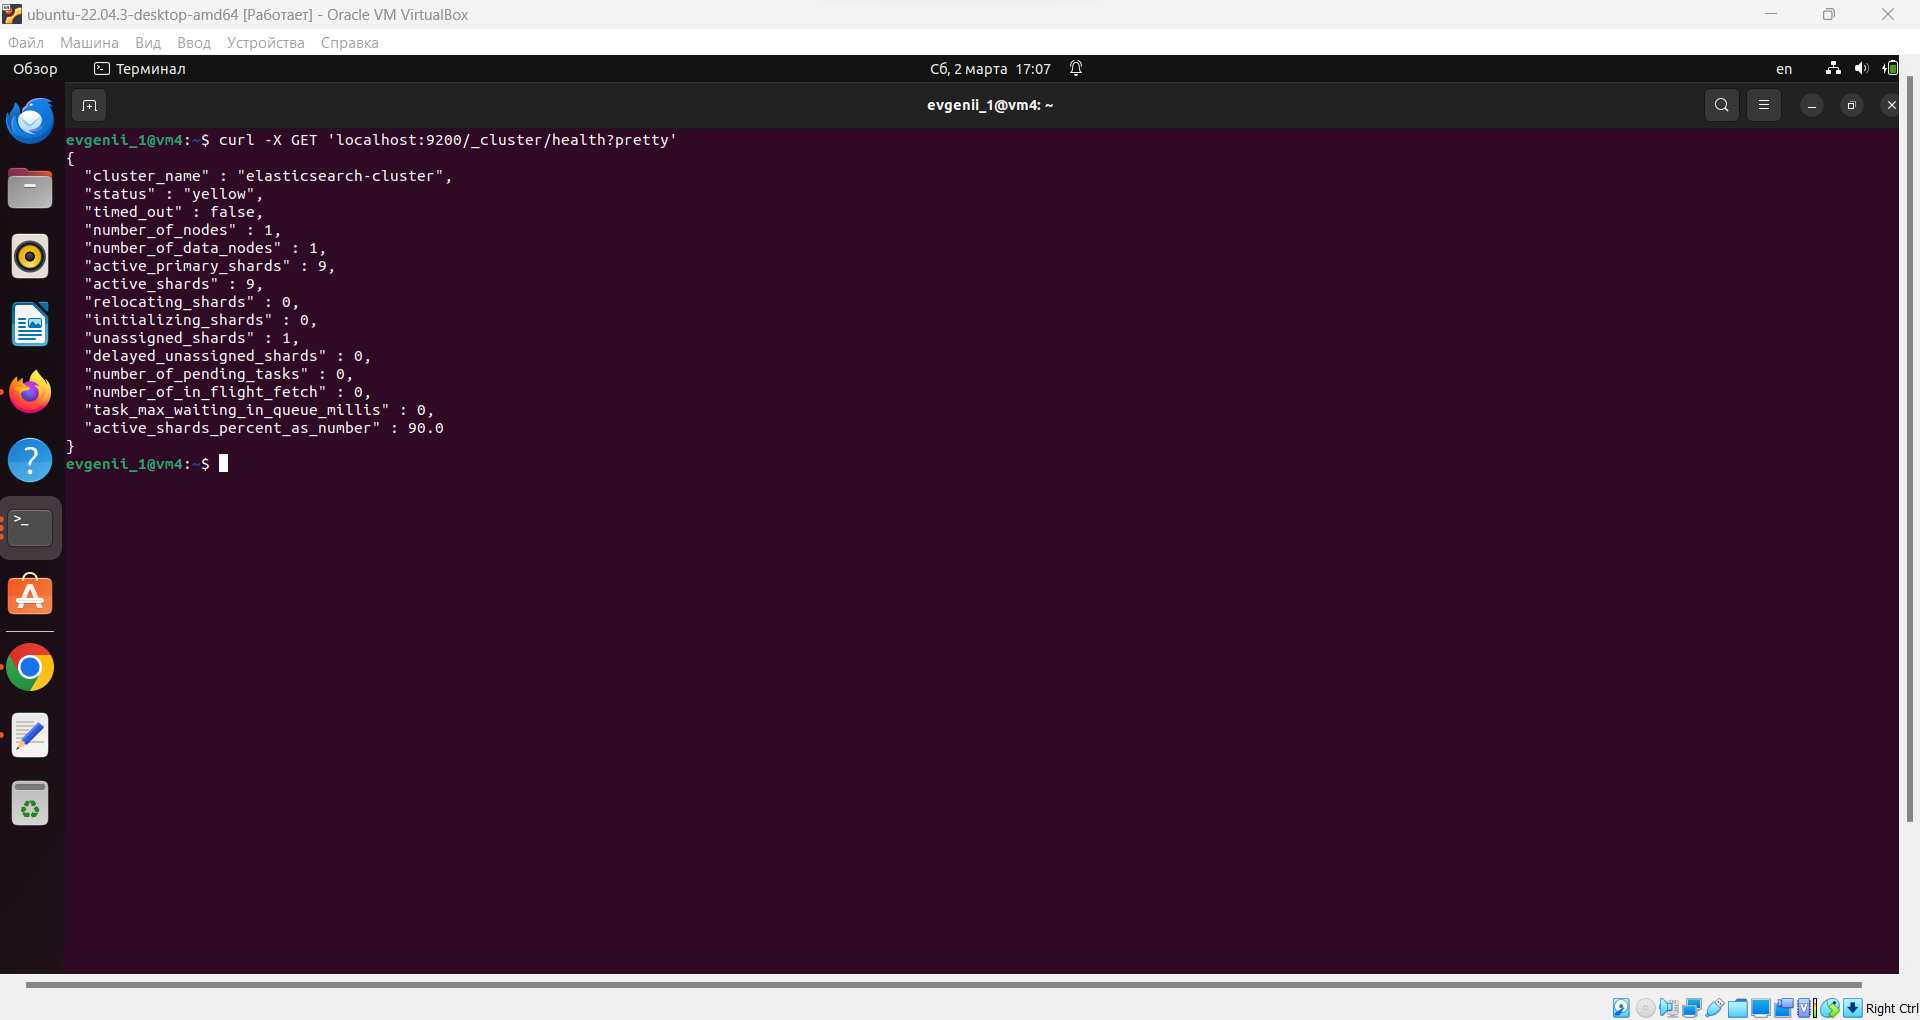 ubuntu-22.04.3-desktop-amd64 [Работает] - Oracle VM VirtualBox
Файл Машина Вид Ввод Устройства Справка
Обзор Терминал Сб, 2 марта 17:07 en
evgenii_1@vm4: ~
evgenii_1@vm4:~$ curl -X GET 'localhost:9200/_cluster/health?pretty'
{
  "cluster_name" : "elasticsearch-cluster",
  "status" : "yellow",
  "timed_out" : false,
  "number_of_nodes" : 1,
  "number_of_data_nodes" : 1,
  "active_primary_shards" : 9,
  "active_shards" : 9,
  "relocating_shards" : 0,
  "initializing_shards" : 0,
  "unassigned_shards" : 1,
  "delayed_unassigned_shards" : 0,
  "number_of_pending_tasks" : 0,
  "number_of_in_flight_fetch" : 0,
  "task_max_waiting_in_queue_millis" : 0,
  "active_shards_percent_as_number" : 90.0
}
evgenii_1@vm4:~$
Right Ctrl